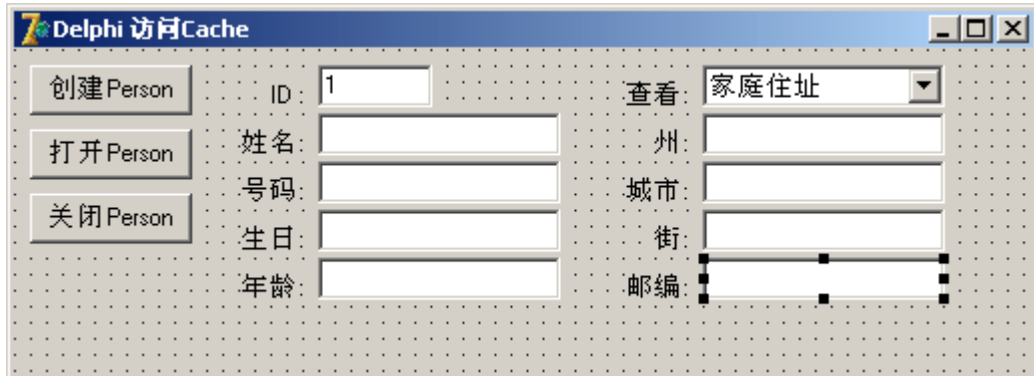 Delphi 访问Cache
创建Person
ID: 1
查看: 家庭住址
打开Person
姓名:
州:
号码:
城市:
关闭Person
生日:
街:
年龄:
邮编: